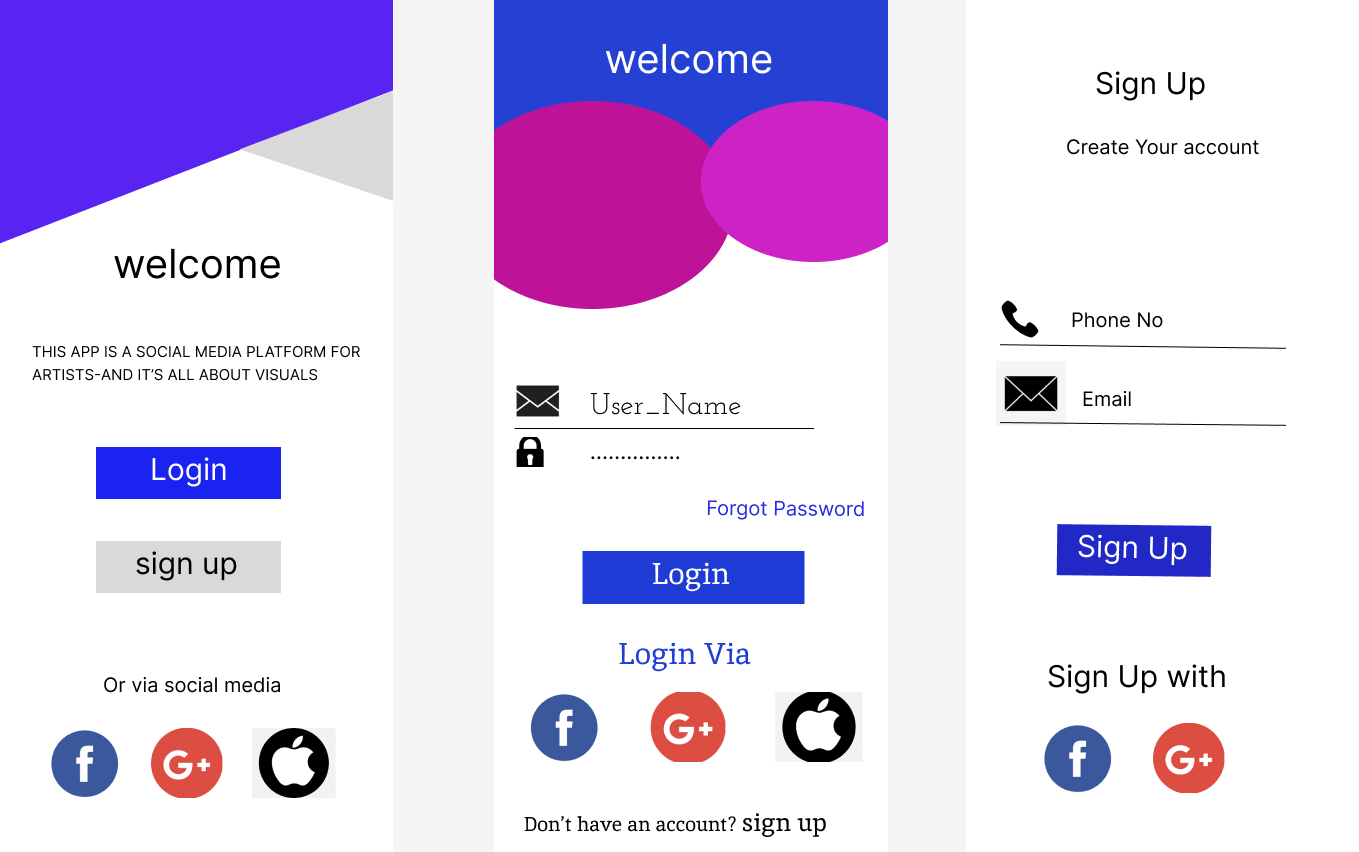 welcome
THIS APP IS A SOCIAL MEDIA PLATFORM FOR
ARTISTS-AND IT’S ALL ABOUT VISUALS
Login
sign up
Or via social media
f
G+
welcome
User_Name
...............
Forgot Password
Login
Login Via
f
G+
Don’t have an account? sign up
Sign Up
Create Your account
Phone No
Email
Sign Up
Sign Up with
f
G+